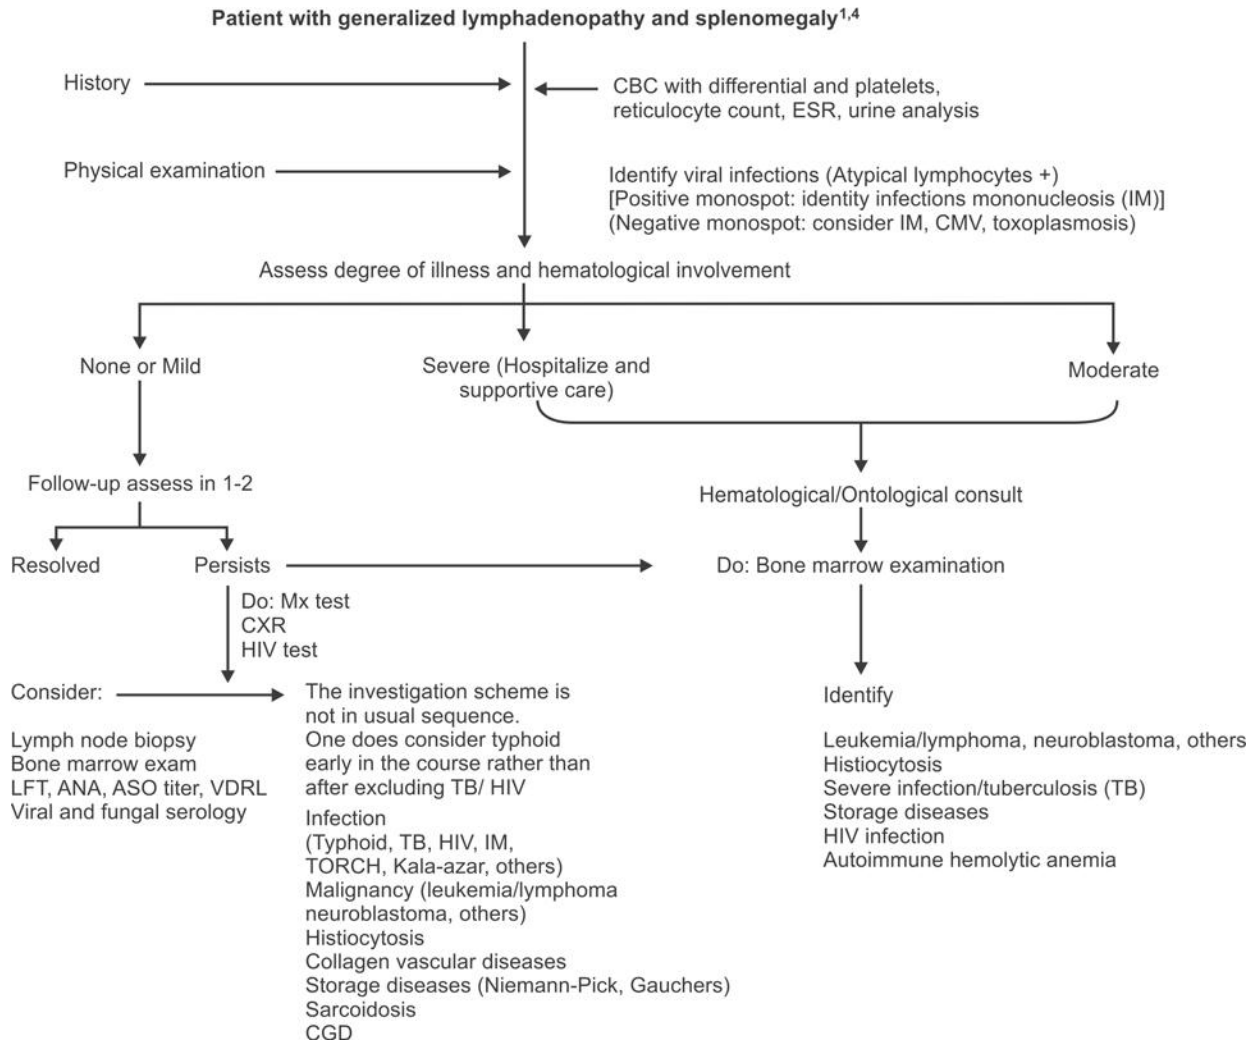 Patient with generalized lymphadenopathy and splenomegaly1,4
History
CBC with differential and platelets,
reticulocyte count, ESR, urine analysis
Physical examination
Identify viral infections (Atypical lymphocytes +)
[Positive monospot: identity infections mononucleosis (IM)]
(Negative monospot: consider IM, CMV, toxoplasmosis)
Assess degree of illness and hematological involvement
None or Mild
Severe (Hospitalize and
supportive care)
Moderate
Follow-up assess in 1-2
Hematological/Ontological consult
Resolved
Persists
Do: Bone marrow examination
Do: Mx test
CXR
HIV test
Consider:
Lymph node biopsy
Bone marrow exam
LFT, ANA, ASO titer, VDRL
Viral and fungal serology
The investigation scheme is
not in usual sequence.
One does consider typhoid
early in the course rather than
after excluding TB/ HIV
Infection
(Typhoid, TB, HIV, IM,
TORCH, Kala-azar, others)
Malignancy (leukemia/lymphoma
neuroblastoma, others)
Histiocytosis
Collagen vascular diseases
Storage diseases (Niemann-Pick, Gauchers)
Sarcoidosis
CGD
Identify
Leukemia/lymphoma, neuroblastoma, others
Histiocytosis
Severe infection/tuberculosis (TB)
Storage diseases
HIV infection
Autoimmune hemolytic anemia